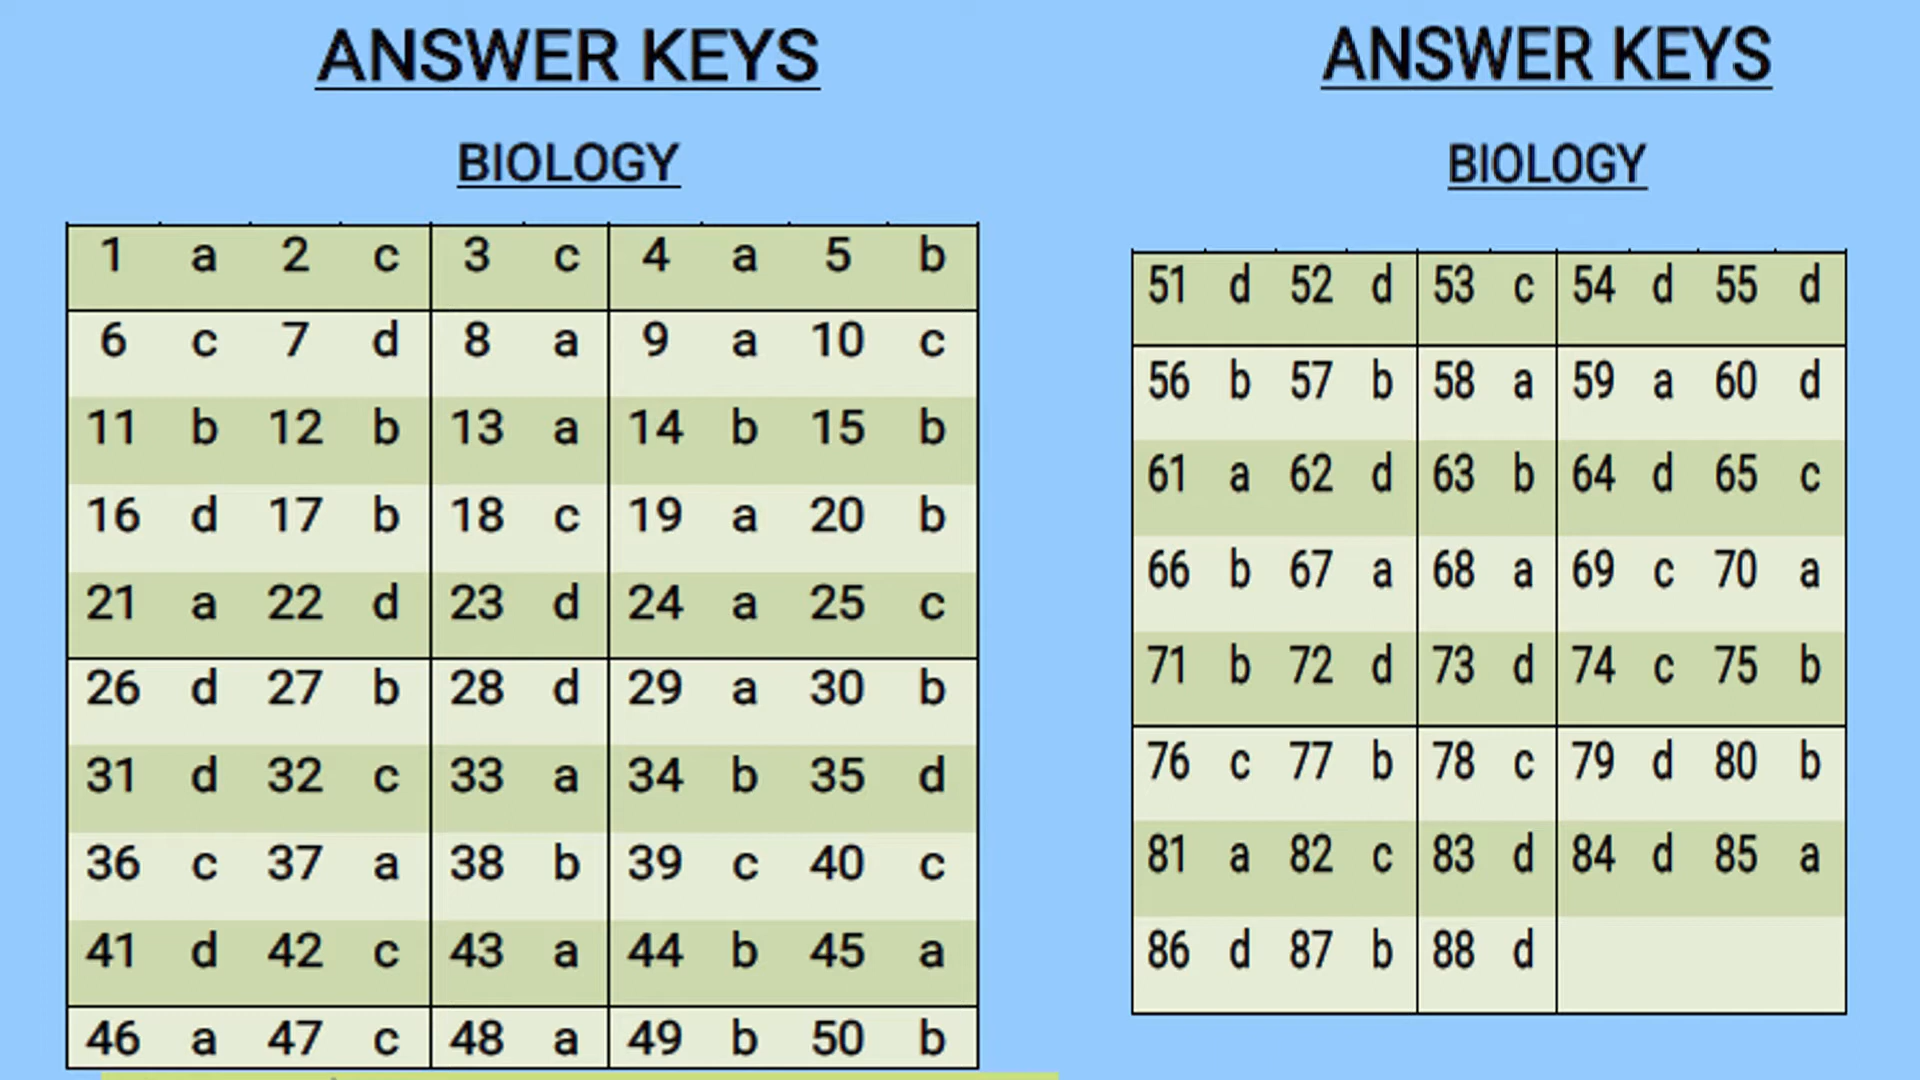 ANSWER KEYS
BIOLOGY
1 a 2 c 3 c 4 a 5 b
6 c 7 d 8 a 9 a 10 c
11 b 12 b 13 a 14 b 15 b
16 d 17 b 18 c 19 a 20 b
21 a 22 d 23 d 24 a 25 c
26 d 27 b 28 d 29 a 30 b
31 d 32 c 33 a 34 b 35 d
36 c 37 a 38 b 39 c 40 c
41 d 42 c 43 a 44 b 45 a
46 a 47 c 48 a 49 b 50 b
ANSWER KEYS
BIOLOGY
51 d 52 d 53 c 54 d 55 d
56 b 57 b 58 a 59 a 60 d
61 a 62 d 63 b 64 d 65 c
66 b 67 a 68 a 69 c 70 a
71 b 72 d 73 d 74 c 75 b
76 c 77 b 78 c 79 d 80 b
81 a 82 c 83 d 84 d 85 a
86 d 87 b 88 d